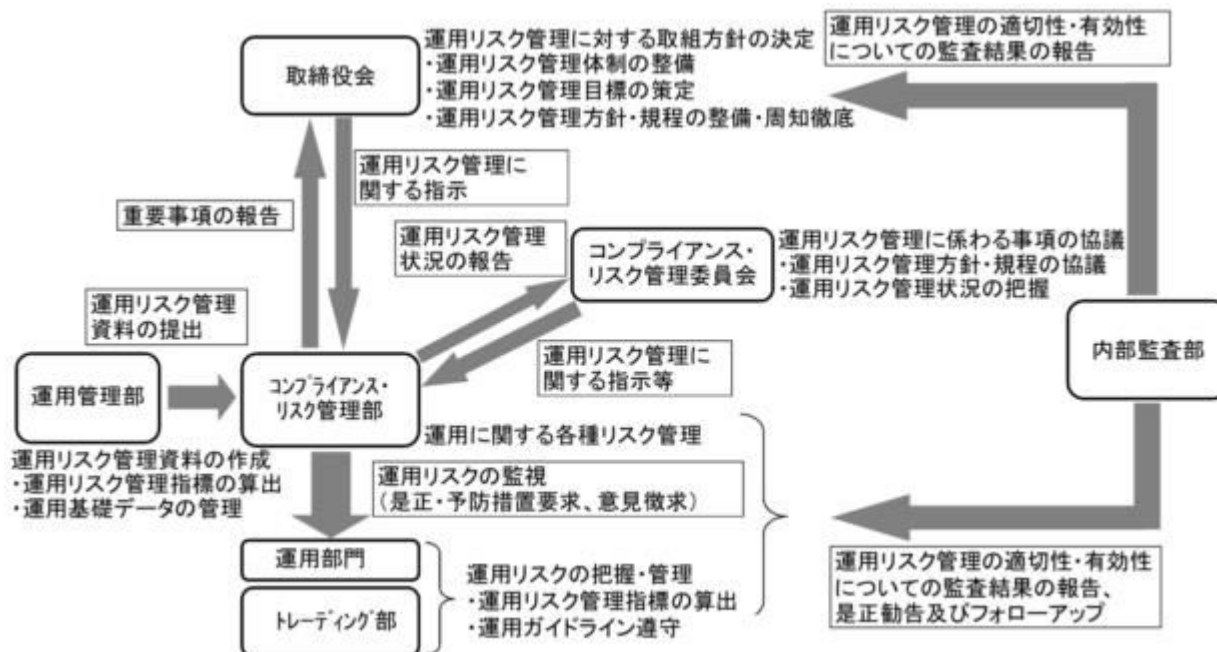 取締役会
運用リスク管理に対する取組方針の決定
・運用リスク管理体制の整備
・運用リスク管理目標の策定
・運用リスク管理方針・規程の整備・周知徹底
運用リスク管理の適切性・有効性
についての監査結果の報告
運用リスク管理に
関する指示
重要事項の報告
運用リスク管理
状況の報告
コンプライアンス・
リスク管理委員会
運用リスク管理に係わる事項の協議
・運用リスク管理方針・規程の協議
・運用リスク管理状況の把握
運用リスク管理
資料の提出
運用リスク管理に
関する指示等
内部監査部
運用管理部
コンプライアンス・
リスク管理部
運用に関する各種リスク管理
運用リスク管理資料の作成
・運用リスク管理指標の算出
・運用基礎データの管理
運用リスクの監視
(是正・予防措置要求、意見徴求)
運用部門
トレーディング部
運用リスクの把握・管理
・運用リスク管理指標の算出
・運用ガイドライン遵守
運用リスク管理の適切性・有効性
についての監査結果の報告、
是正勧告及びフォローアップ